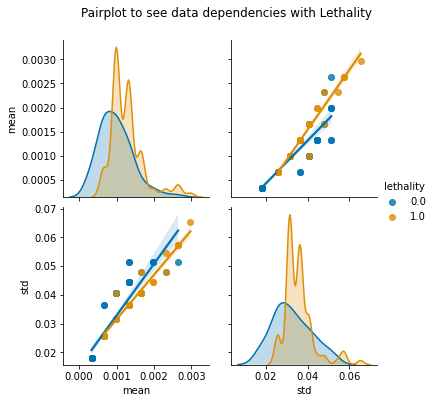 Pairplot to see data dependencies with Lethality
0.0030
0.0025
0.0020
0.0015
0.0010
0.0005
mean
lethality
0.0
1.0
0.07
0.06
0.05
0.04
0.03
0.02
std
0.000 0.001 0.002 0.003
mean
0.02 0.04 0.06
std